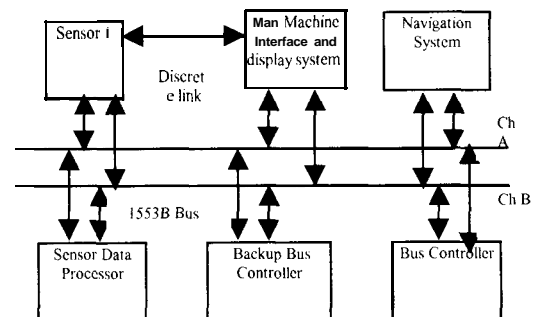 Sensor i
Man Machine
Interface and
display system
Navigation
System
Discret
e link
Ch
A
Ch B
1553B Bus
Sensor Data
Processor
Backup Bus
Controller
Bus Controller